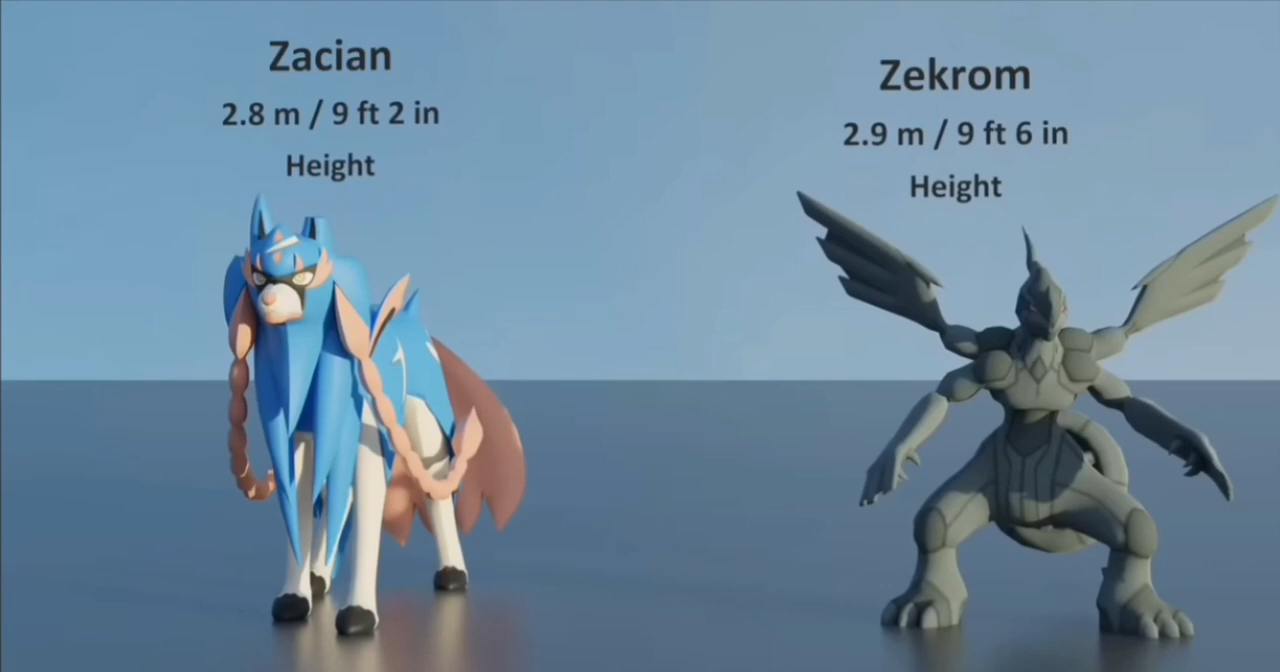 Zacian
2.8 m / 9 ft 2 in
Height
Zekrom
2.9 m / 9 ft 6 in
Height